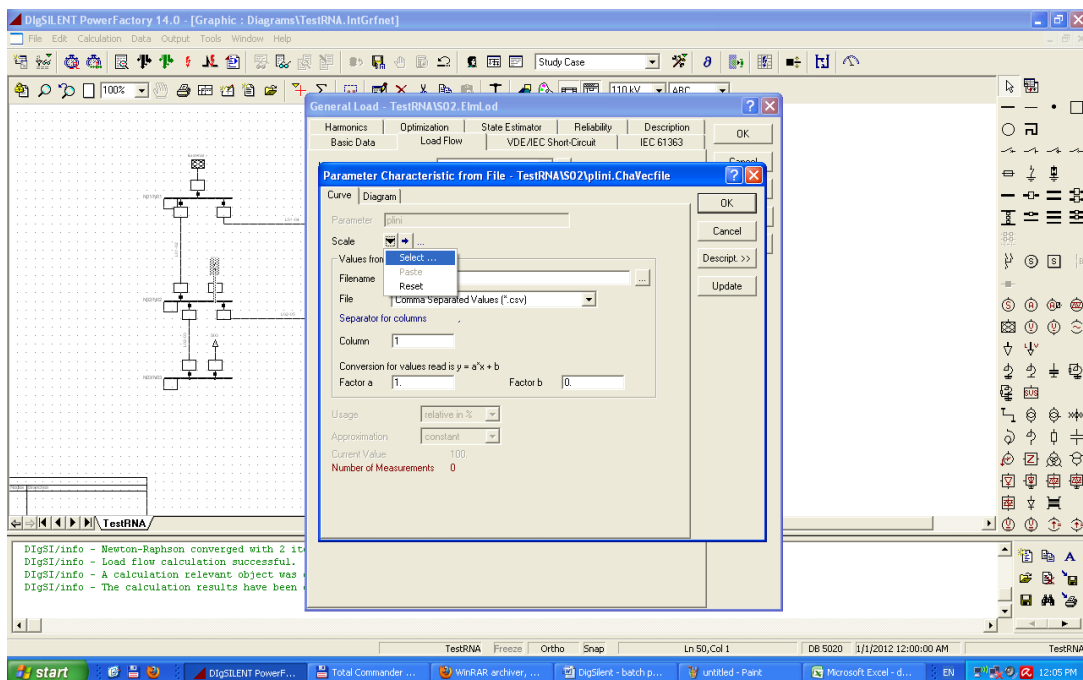 DIgSILENT PowerFactory 14.0 - [Graphic : Diagrams\TestRNA.IntGrfnet]
File Edit Calculation Data Output Tools Window Help
Study Case
100%
110 kV ABC
General Load - TestRNA\S02.ElmLod
Harmonics Optimization State Estimator Reliability Description
Basic Data Load Flow VDE/IEC Short-Circuit IEC 61363
OK
Cancel
Parameter Characteristic from File - TestRNA\S02\plini.ChaVecfile
Curve Diagram
OK
Parameter plini
Cancel
Scale ...
Select ...
Descript. >>
Values from
Paste
Filename ...
Reset
Update
File Comma Separated Values (*.csv)
Separator for columns
Column 1
Conversion for values read is y = a*x + b
Factor a 1. Factor b 0.
Usage relative in %
Approximation constant
Current Value 100.
Number of Measurements 0
TestRNA
DIgSI/info - Newton-Raphson converged with 2 it
DIgSI/info - Load flow calculation successful.
DIgSI/info - A calculation relevant object was
DIgSI/info - The calculation results have been
TestRNA Freeze Ortho Snap Ln 50,Col 1 DB 5020 1/1/2012 12:00:00 AM TestRNA
start DIgSILENT PowerF... Total Commander ... WinRAR archiver, ... DigSilent - batch p... untitled - Paint Microsoft Excel - d... EN 12:05 PM